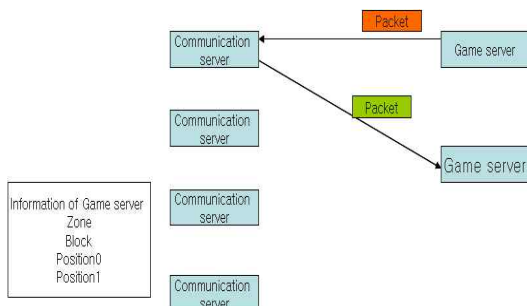 Packet
Communication
server
Game server
Packet
Communication
server
Game server
Information of Game server
Zone
Block
Position0
Position1
Communication
server
Communication
server